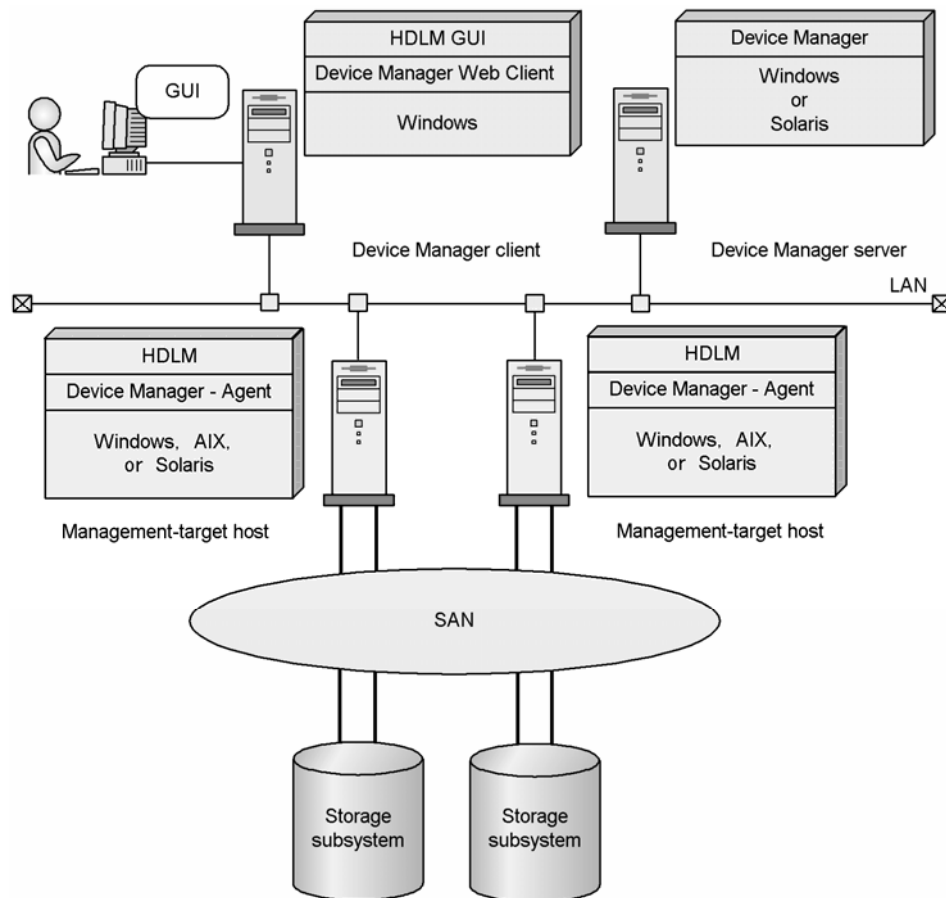 HDLM GUI
Device Manager Web Client
Windows
GUI
Device Manager
Windows
or
Solaris
Device Manager client
Device Manager server
LAN
HDLM
Device Manager - Agent
Windows, AIX,
or Solaris
Management-target host
HDLM
Device Manager - Agent
Windows, AIX,
or Solaris
Management-target host
SAN
Storage
subsystem
Storage
subsystem